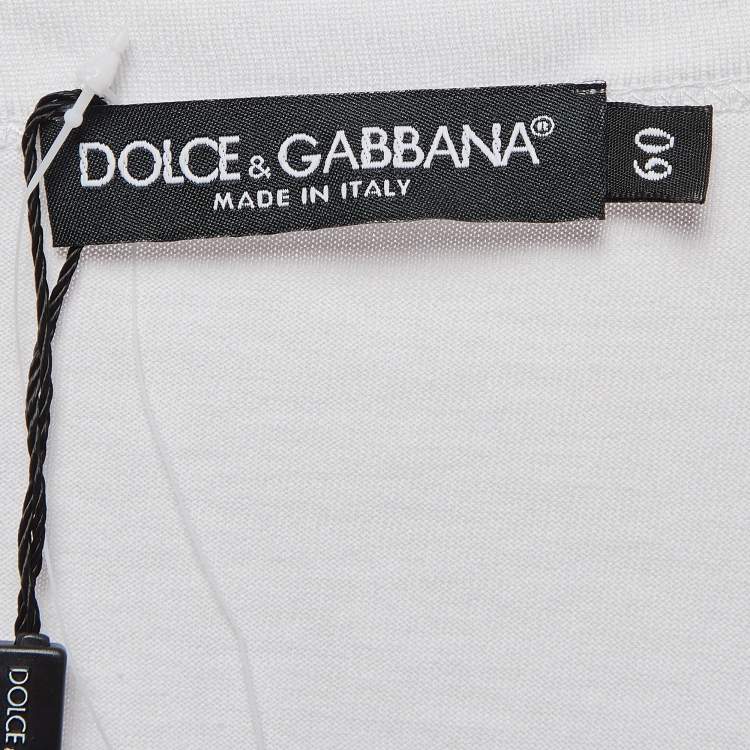 DOLCE & GABBANA®
MADE IN ITALY
60
DOLCE &